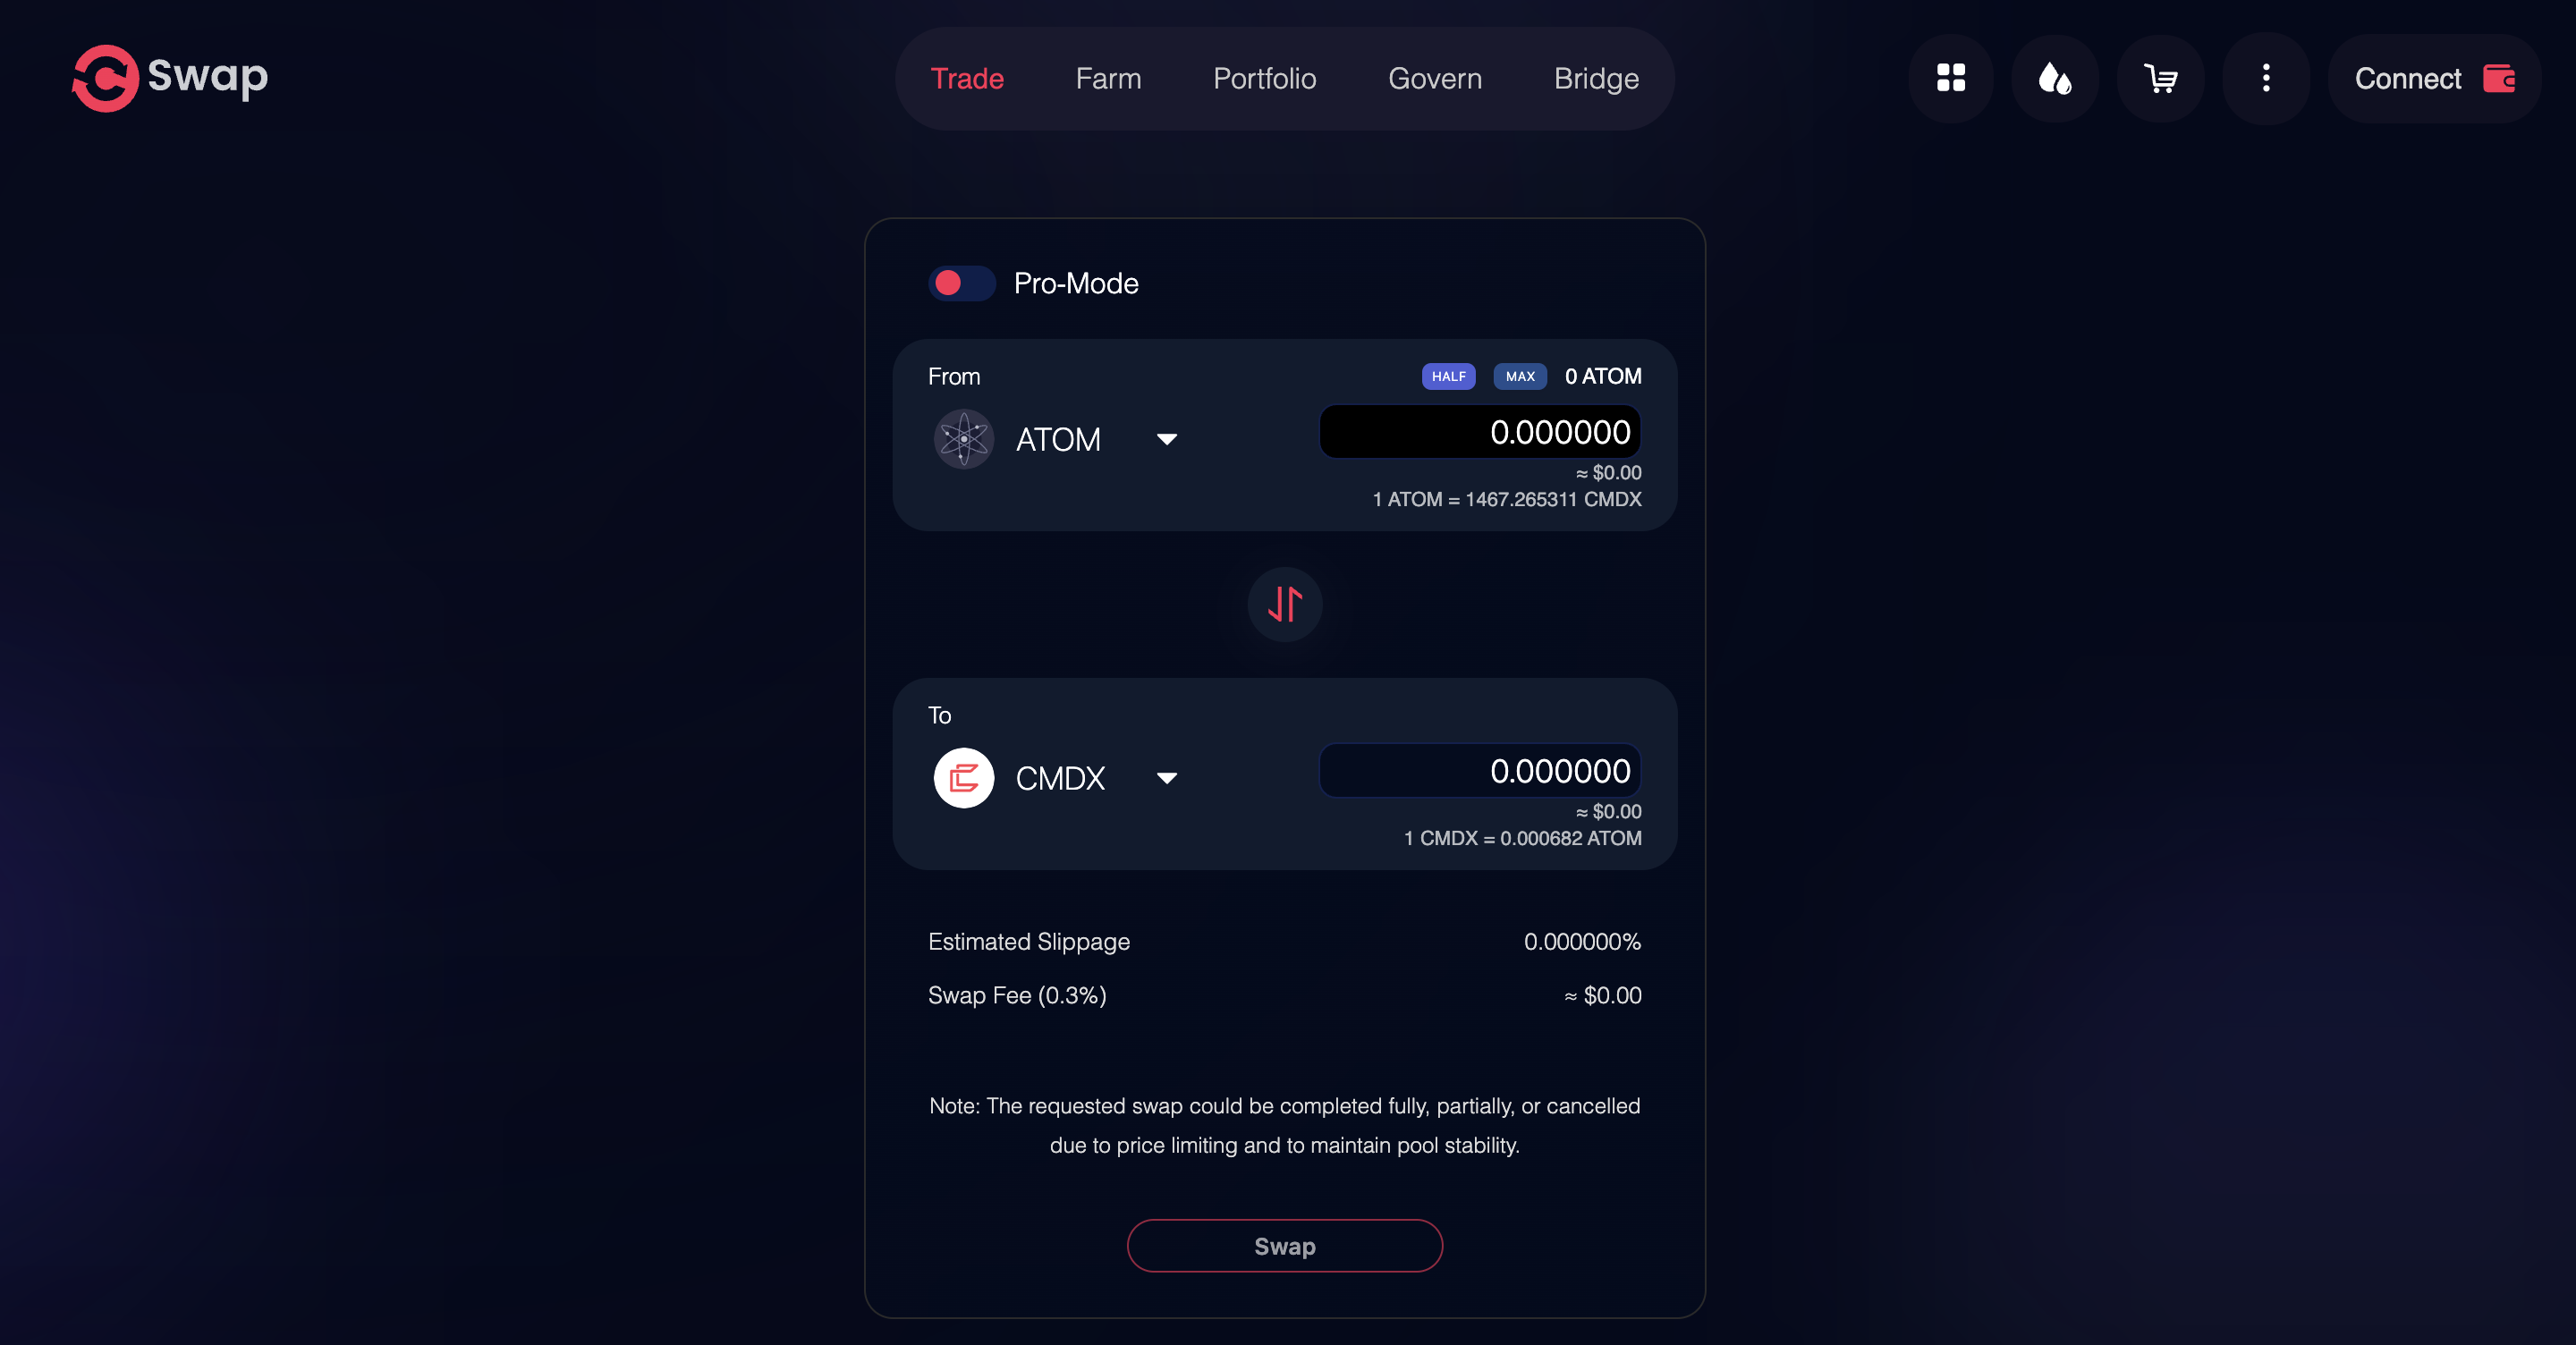 Swap
Trade Farm Portfolio Govern Bridge
Connect
Pro-Mode
From
HALF MAX 0 ATOM
ATOM
0.000000
≈ $0.00
1 ATOM = 1467.265311 CMDX
To
CMDX
0.000000
≈ $0.00
1 CMDX = 0.000682 ATOM
Estimated Slippage 0.000000%
Swap Fee (0.3%) ≈ $0.00
Note: The requested swap could be completed fully, partially, or cancelled
due to price limiting and to maintain pool stability.
Swap